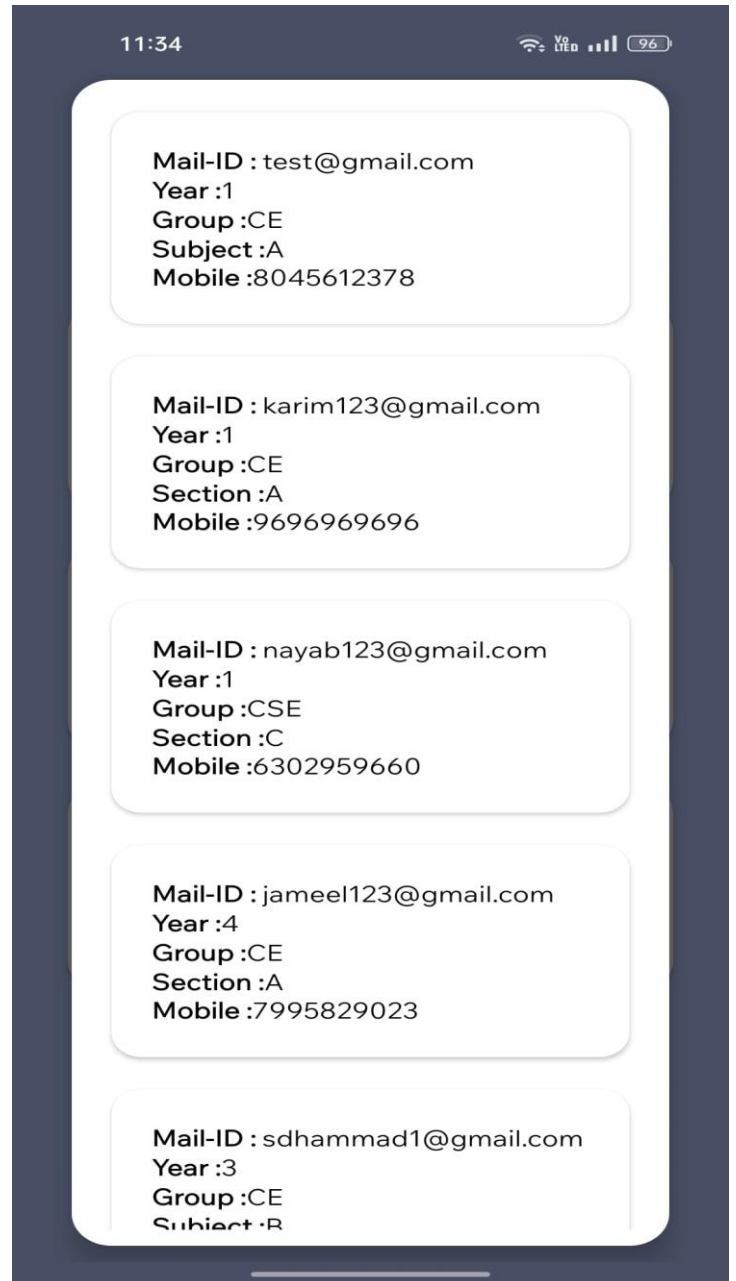 11:34
Vo LTED 96
Mail-ID : test@gmail.com
Year :1
Group :CE
Subject :A
Mobile :8045612378
Mail-ID : karim123@gmail.com
Year :1
Group :CE
Section :A
Mobile :9696969696
Mail-ID : nayab123@gmail.com
Year :1
Group :CSE
Section :C
Mobile :6302959660
Mail-ID : jameel123@gmail.com
Year :4
Group :CE
Section :A
Mobile :7995829023
Mail-ID : sdhammad1@gmail.com
Year :3
Group :CE
Subject :B